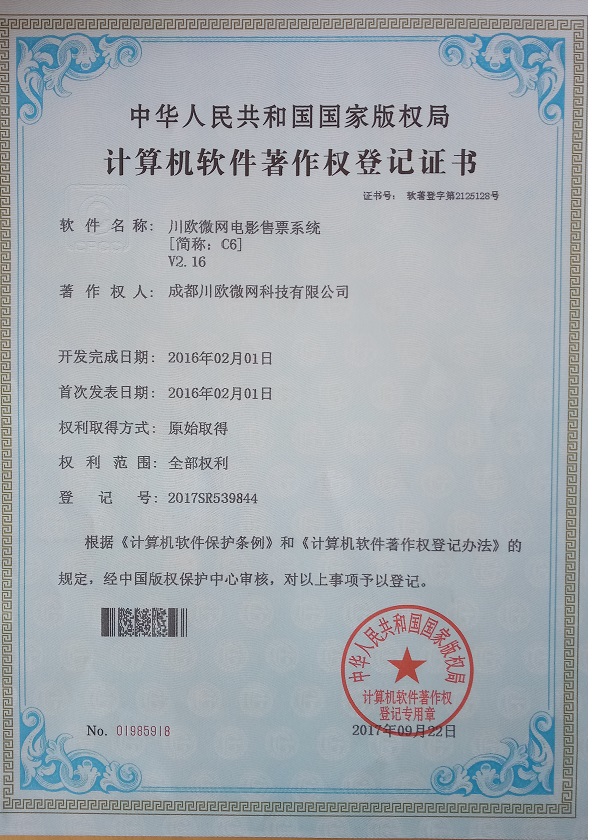 中华人民共和国国家版权局
计算机软件著作权登记证书
证书号： 软著登字第2125128号
软件名称： 川欧微网电影售票系统
[简称：C6]
V2.16
著作权人： 成都川欧微网科技有限公司
开发完成日期： 2016年02月01日
首次发表日期： 2016年02月01日
权利取得方式： 原始取得
权利范围： 全部权利
登记号： 2017SR539844
根据《计算机软件保护条例》和《计算机软件著作权登记办法》的
规定，经中国版权保护中心审核，对以上事项予以登记。
中华人民共和国国家版权局
计算机软件著作权
登记专用章
No. 01985918
2017年09月22日